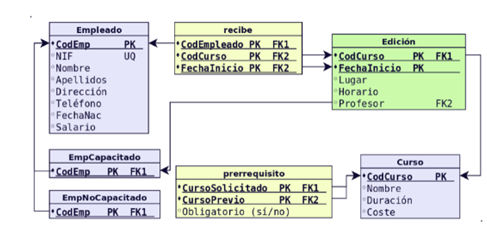 Empleado
CodEmp PK
NIF UQ
Nombre
Apellidos
Dirección
Teléfono
FechaNac
Salario
recibe
CodEmpleado PK FK1
CodCurso PK FK2
FechaInicio PK FK2
Edición
CodCurso PK FK1
FechaInicio PK
Lugar
Horario
Profesor FK2
EmpCapacitado
CodEmp PK FK1
EmpNoCapacitado
CodEmp PK FK1
prerrequisito
CursoSolicitado PK FK1
CursoPrevio PK FK2
Obligatorio (sí/no)
Curso
CodCurso PK
Nombre
Duración
Coste